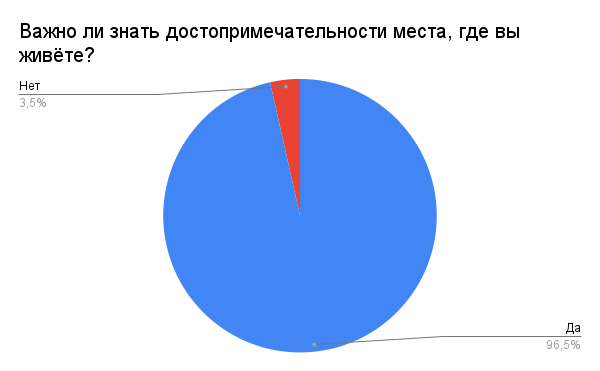 Важно ли знать достопримечательности места, где вы
живёте?
Нет
3,5%
Да
96,5%